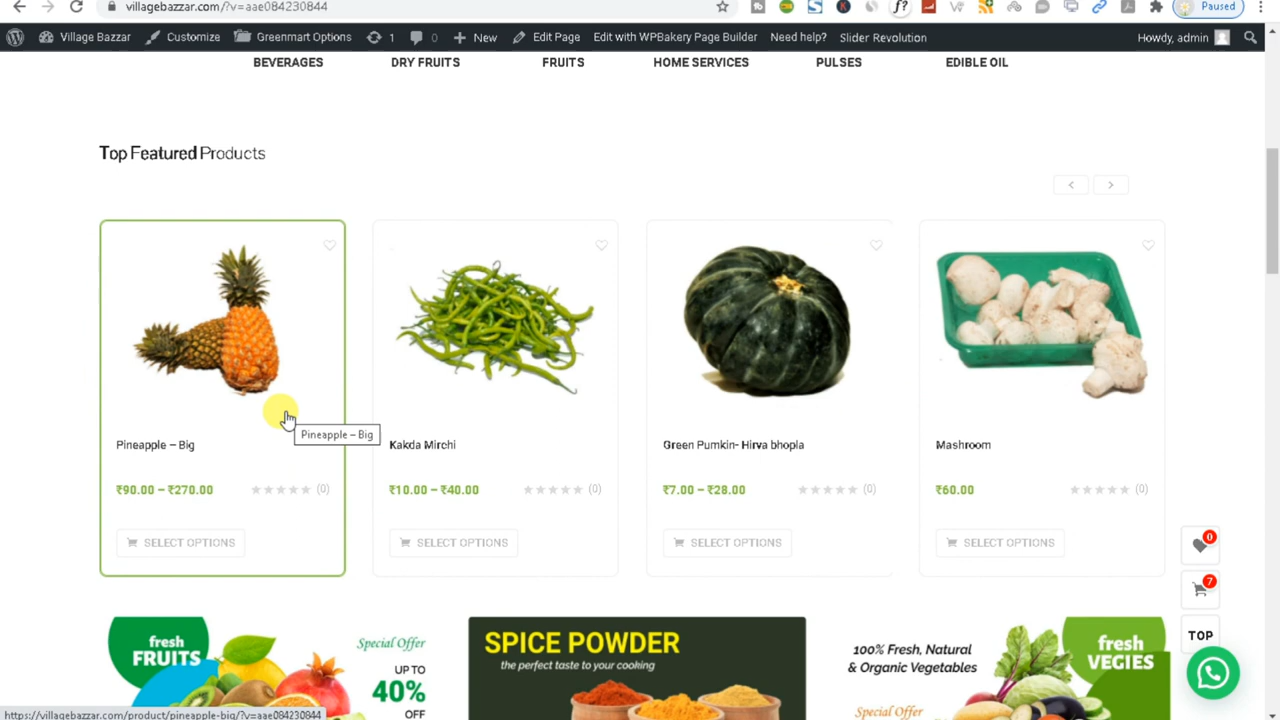 villagebazzar.com/?v=aae084230844
Paused
Village Bazzar Customize Greenmart Options 1 0 New Edit Page Edit with WPBakery Page Builder Need help? Slider Revolution Howdy, admin
BEVERAGES DRY FRUITS FRUITS HOME SERVICES PULSES EDIBLE OIL
Top Featured Products
Pineapple – Big
Pineapple – Big Kakda Mirchi Green Pumkin- Hirva bhopla Mashroom
₹90.00 – ₹270.00 (0) ₹10.00 – ₹40.00 (0) ₹7.00 – ₹28.00 (0) ₹60.00 (0)
SELECT OPTIONS SELECT OPTIONS SELECT OPTIONS SELECT OPTIONS
0
7
TOP
fresh
FRUITS
Special Offer
UP TO
40%
OFF
SPICE POWDER
the perfect taste to your cooking
100% Fresh, Natural
& Organic Vegetables
Special Offer
fresh
VEGIES
https://villagebazzar.com/product/pineapple-big/?v=aae084230844